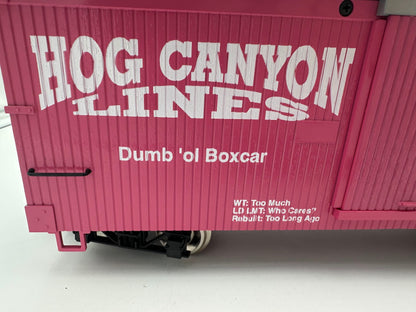 HOG CANYON
LINES
Dumb 'ol Boxcar
WT: Too Much
LD LMT: Who Cares"
Rebuilt: Too Long Ago